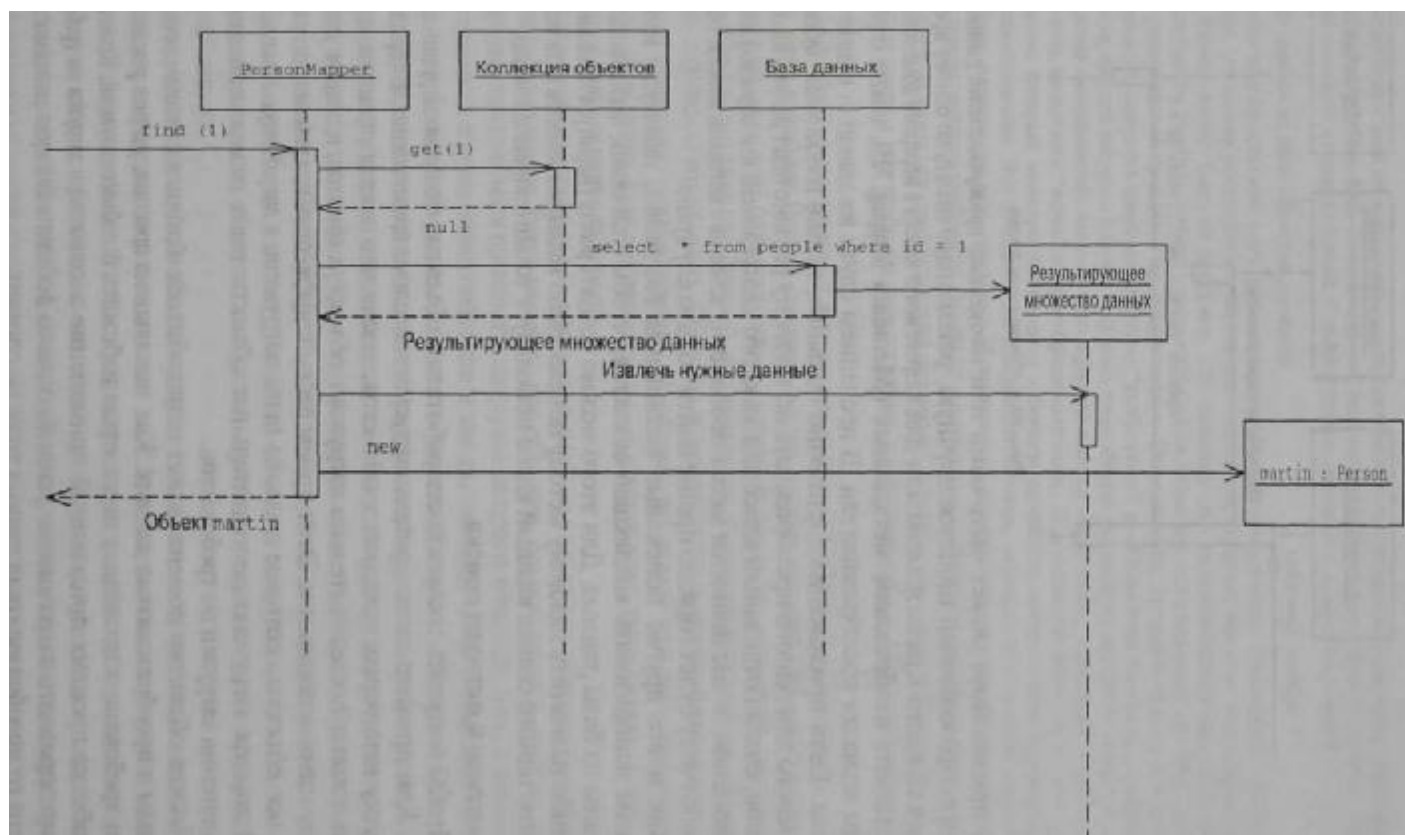 PersonMapper
Коллекция объектов
База данных
find (1)
get(1)
null
select * from people where id = 1
Результирующее
множество данных
Результирующее множество данных
Извлечь нужные данные
new
martin : Person
Объект martin